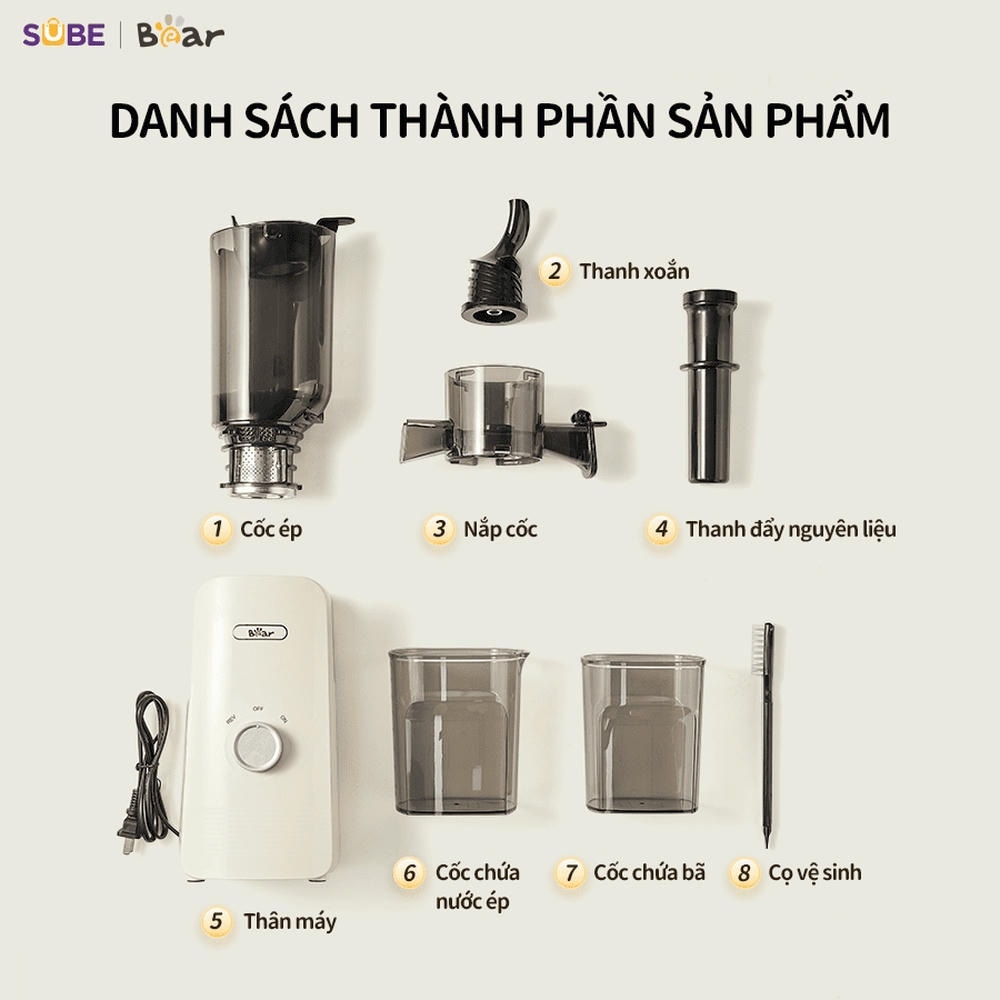 SUBE | Bear
DANH SÁCH THÀNH PHẦN SẢN PHẨM
2 Thanh xoắn
1 Cốc ép
3 Nắp cốc
4 Thanh đẩy nguyên liệu
Bear
REV OFF ON
6 Cốc chứa
nước ép
7 Cốc chứa bã
8 Cọ vệ sinh
5 Thân máy